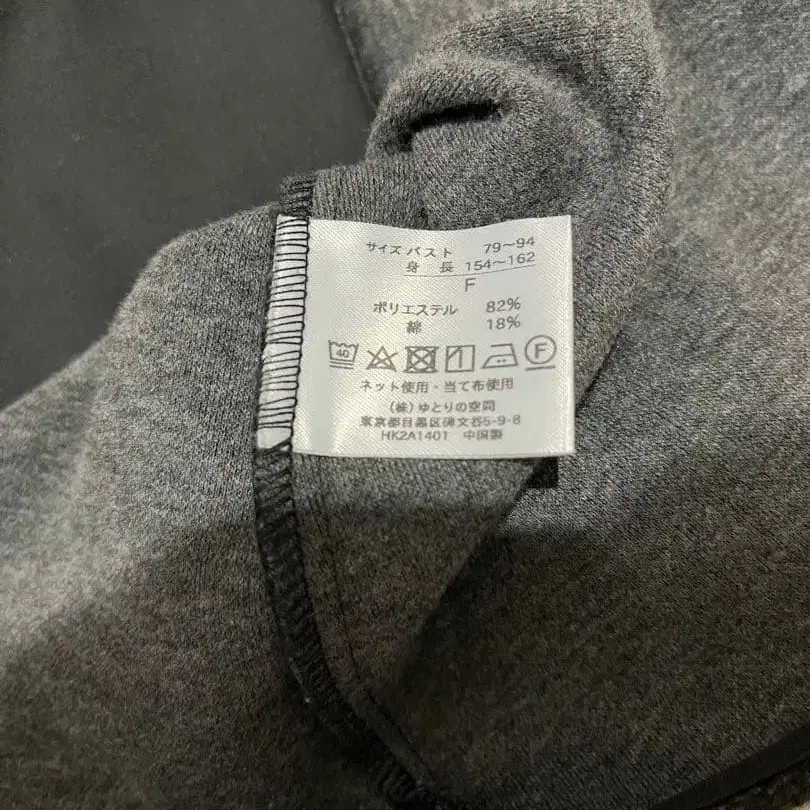 サイズ バスト 79〜94
身 長 154〜162
F
ポリエステル 82%
綿 18%
40 F
ネット使用・当て布使用
(株)ゆとりの空間
東京都目黒区碑文谷5-9-8
HK2A1401 中国製